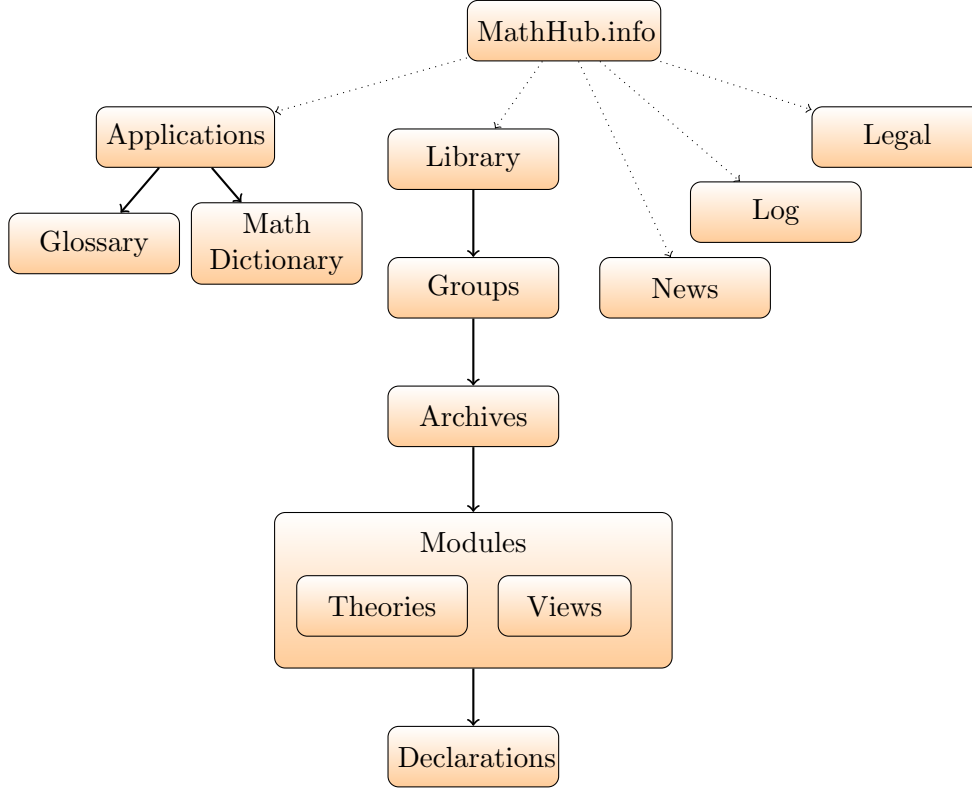 MathHub.info
Applications
Library
Legal
Log
Glossary
Math
Dictionary
Groups
News
Archives
Modules
Theories
Views
Declarations